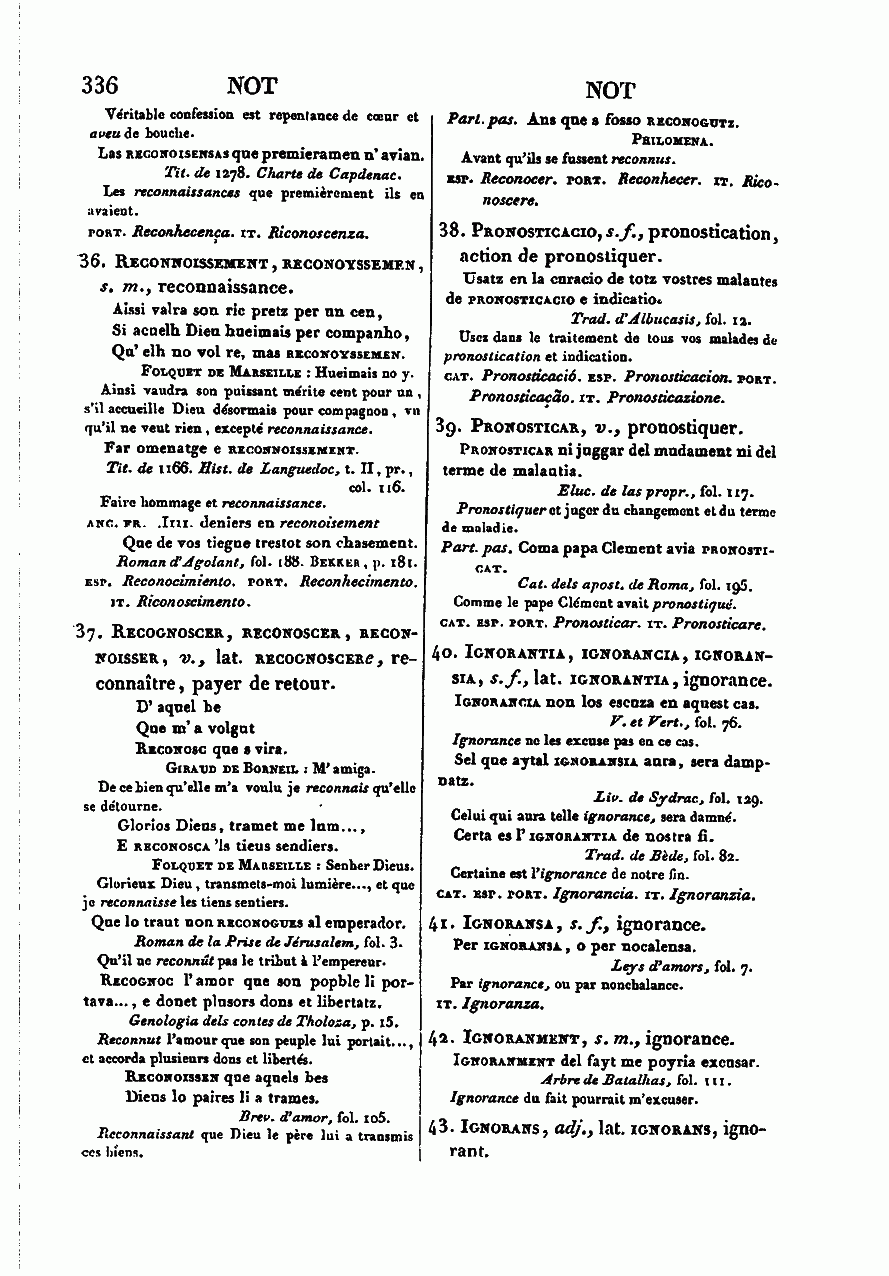 336 NOT
NOT
Véritable confession est repentance de cœur et
aveu de bouche.
Las RECONOISENSAS que premieramen n'avian.
Tit. de 1278. Charte de Capdenac.
Les reconnaissances que premièrement ils en
avaient.
PORT. Reconhecença. IT. Riconoscenza.
36. RECONNOISSEMENT, RECONOYSSEMEN,
s. m., reconnaissance.
Aissi valra son ric pretz per un cen,
Si acuelh Dieu hueimais per companho,
Qu'elh no vol re, mas RECONOYSSEMEN.
FOLQUET DE MARSEILLE : Hueimais no y.
Ainsi vaudra son puissant mérite cent pour un,
s'il accueille Dieu désormais pour compagnon, vu
qu'il ne veut rien, excepté reconnaissance.
Far omenatge e RECONNOISSEMENT.
Tit. de 1166. Hist. de Languedoc, t. II, pr.,
col. 116.
Faire hommage et reconnaissance.
ANC. FR. .IIII. deniers en reconoisement
Que de vos tiegne trestot son chasement.
Roman d'Agolant, fol. 188. BEKKER, p. 181.
ESP. Reconocimiento. PORT. Reconhecimento.
IT. Riconoscimento.
37. RECOGNOSCER, RECONOSCER, RECON-
NOISSER, v., lat. RECOGNOSCERe, re-
connaître, payer de retour.
D'aquel be
Que m'a volgut
RECONOSC que s vira.
GIRAUD DE BORNEIL : M'amiga.
De ce bien qu'elle m'a voulu je reconnais qu'elle
se détourne.
Glorios Dieus, tramet me lum...,
E RECONOSCA'ls tieus sendiers.
FOLQUET DE MARSEILLE : Senher Dieus.
Glorieux Dieu, transmets-moi lumière..., et que
je reconnaisse les tiens sentiers.
Que lo traut non RECONOGUES al emperador.
Roman de la Prise de Jérusalem, fol. 3.
Qu'il ne reconnût pas le tribut à l'empereur.
RECOGNOC l'amor que son popble li por-
tava..., e donet plusors dons et libertatz.
Genologia dels contes de Tholoza, p. 15.
Reconnut l'amour que son peuple lui portait...,
et accorda plusieurs dons et libertés.
RECONOISSEN que aquels bes
Dieus lo paires li a trames.
Brev. d'amor, fol. 105.
Reconnaissant que Dieu le père lui a transmis
ces biens.
Part. pas. Ans que s fosso RECONOGUTZ.
PHILOMENA.
Avant qu'ils se fussent reconnus.
ESP. Reconocer. PORT. Reconhecer. IT. Rico-
noscere.
38. PRONOSTICACIO, s. f., pronostication,
action de pronostiquer.
Usatz en la curacio de totz vostres malautes
de PRONOSTICACIO e indicatio.
Trad. d'Albucasis, fol. 12.
Usez dans le traitement de tous vos malades de
pronostication et indication.
CAT. Pronosticació. ESP. Pronosticacion. PORT.
Pronosticação. IT. Pronosticazione.
39. PRONOSTICAR, v., pronostiquer.
PRONOSTICAR ni juggar del mudament ni del
terme de malautia.
Eluc. de las propr., fol. 117.
Pronostiquer et juger du changement et du terme
de maladie.
Part. pas. Coma papa Clement avia PRONOSTI-
CAT.
Cat. dels apost. de Roma, fol. 195.
Comme le pape Clément avait pronostiqué.
CAT. ESP. PORT. Pronosticar. IT. Pronosticare.
40. IGNORANTIA, IGNORANCIA, IGNORAN-
SIA, s. f., lat. IGNORANTIA, ignorance.
IGNORANCIA non los escuza en aquest cas.
V. et Vert., fol. 76.
Ignorance ne les excuse pas en ce cas.
Sel que aytal IGNORANSIA aura, sera damp-
natz.
Liv. de Sydrac, fol. 129.
Celui qui aura telle ignorance, sera damné.
Certa es l'IGNORANTIA de nostra fi.
Trad. de Bède, fol. 82.
Certaine est l'ignorance de notre fin.
CAT. ESP. PORT. Ignorancia. IT. Ignoranzia.
41. IGNORANSA, s. f., ignorance.
Per IGNORANSA, o per nocalensa.
Leys d'amors, fol. 7.
Par ignorance, ou par nonchalance.
IT. Ignoranza.
42. IGNORANMENT, s. m., ignorance.
IGNORANMENT del fayt me poyria excusar.
Arbre de Batalhas, fol. 111.
Ignorance du fait pourrait m'excuser.
43. IGNORANS, adj., lat. IGNORANS, igno-
rant.